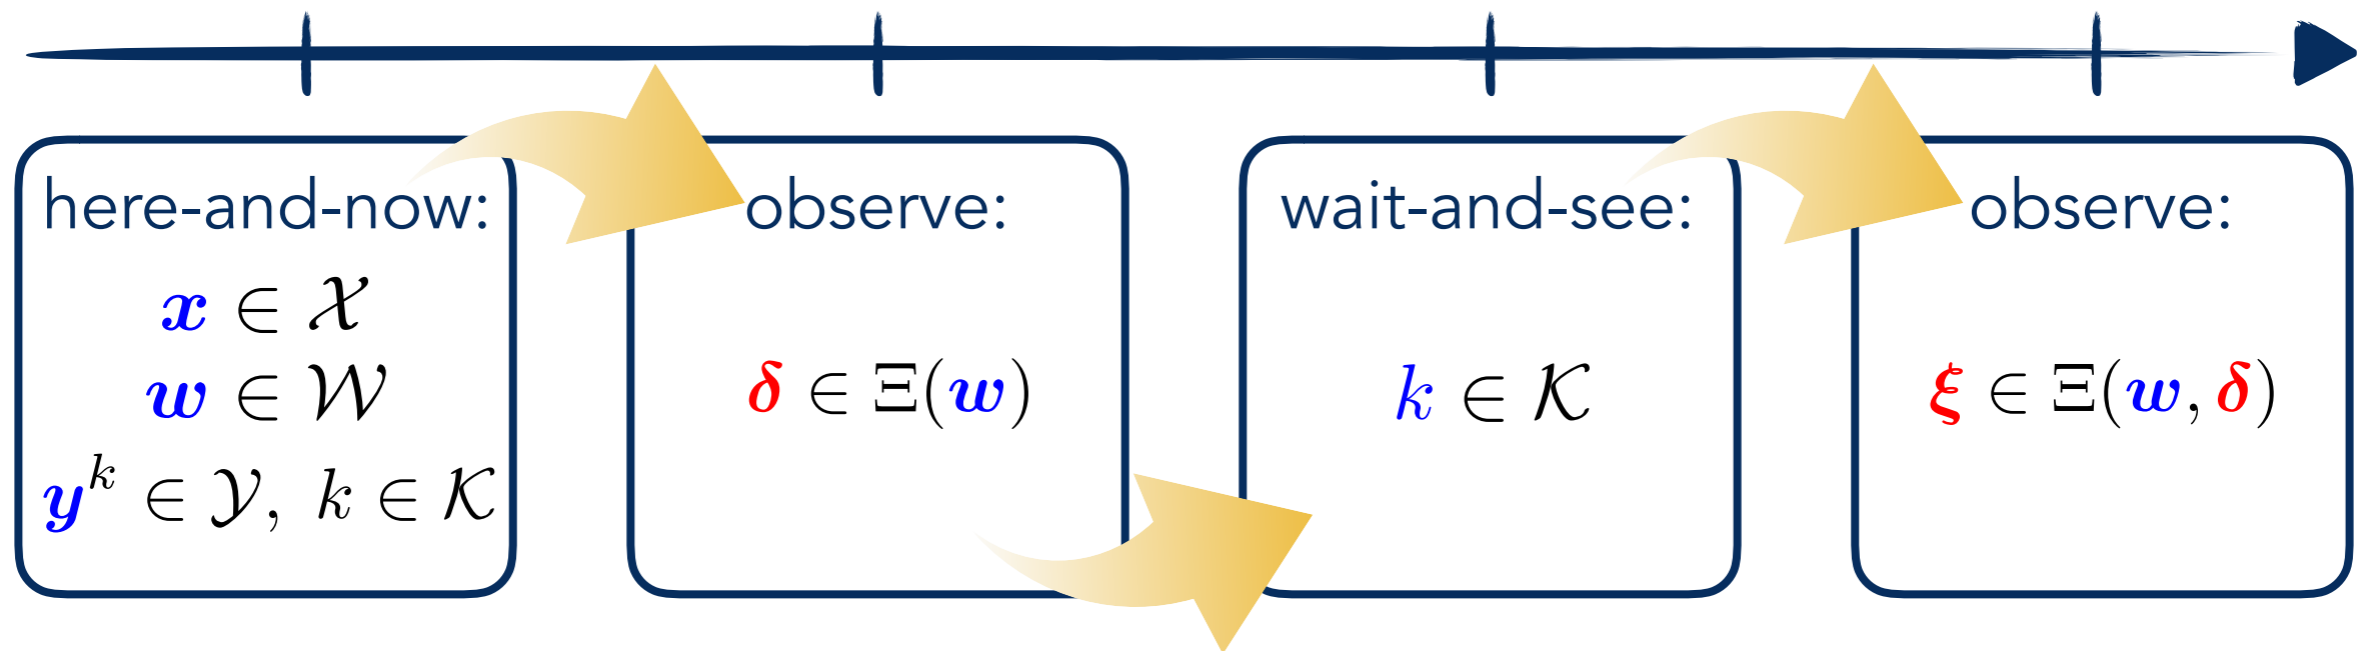 here-and-now:
x ∈ 𝒳
w ∈ 𝒲
y^k ∈ 𝒴, k ∈ 𝒦
observe:
δ ∈ Ξ(w)
wait-and-see:
k ∈ 𝒦
observe:
ξ ∈ Ξ(w, δ)